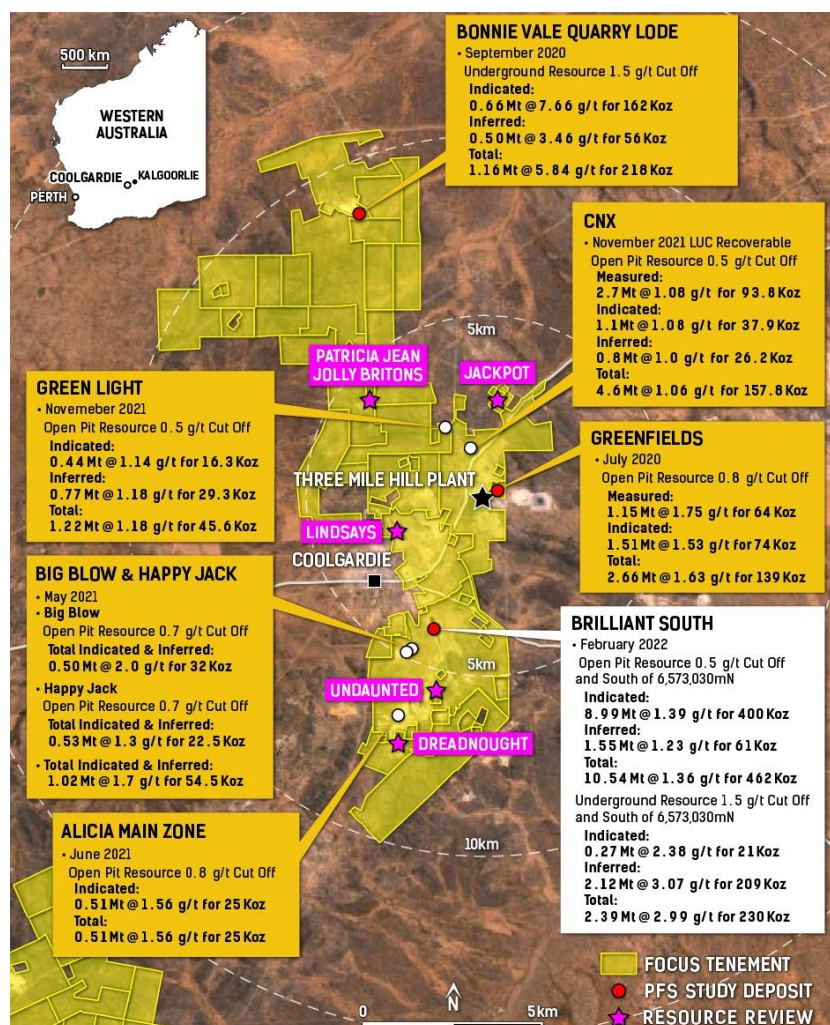 500 km
WESTERN
AUSTRALIA
COOLGARDIE
KALGOORLIE
PERTH
BONNIE VALE QUARRY LODE
• September 2020
Underground Resource 1.5 g/t Cut Off
Indicated:
0.66 Mt @ 7.66 g/t for 162 Koz
Inferred:
0.50 Mt @ 3.46 g/t for 56 Koz
Total:
1.16 Mt @ 5.84 g/t for 218 Koz
CNX
• November 2021 LUC Recoverable
Open Pit Resource 0.5 g/t Cut Off
Measured:
2.7 Mt @ 1.08 g/t for 93.8 Koz
Indicated:
1.1 Mt @ 1.08 g/t for 37.9 Koz
Inferred:
0.8 Mt @ 1.0 g/t for 26.2 Koz
Total:
4.6 Mt @ 1.06 g/t for 157.8 Koz
5km
PATRICIA JEAN
JOLLY BRITONS
JACKPOT
GREEN LIGHT
• Novemeber 2021
Open Pit Resource 0.5 g/t Cut Off
Indicated:
0.44 Mt @ 1.14 g/t for 16.3 Koz
Inferred:
0.77 Mt @ 1.18 g/t for 29.3 Koz
Total:
1.22 Mt @ 1.18 g/t for 45.6 Koz
GREENFIELDS
• July 2020
Open Pit Resource 0.8 g/t Cut Off
Measured:
1.15 Mt @ 1.75 g/t for 64 Koz
Indicated:
1.51 Mt @ 1.53 g/t for 74 Koz
Total:
2.66 Mt @ 1.63 g/t for 139 Koz
THREE MILE HILL PLANT
LINDSAYS
COOLGARDIE
BIG BLOW & HAPPY JACK
• May 2021
• Big Blow
Open Pit Resource 0.7 g/t Cut Off
Total Indicated & Inferred:
0.50 Mt @ 2.0 g/t for 32 Koz
• Happy Jack
Open Pit Resource 0.7 g/t Cut Off
Total Indicated & Inferred:
0.53 Mt @ 1.3 g/t for 22.5 Koz
• Total Indicated & Inferred:
1.02 Mt @ 1.7 g/t for 54.5 Koz
BRILLIANT SOUTH
• February 2022
Open Pit Resource 0.5 g/t Cut Off
and South of 6,573,030mN
Indicated:
8.99 Mt @ 1.39 g/t for 400 Koz
Inferred:
1.55 Mt @ 1.23 g/t for 61 Koz
Total:
10.54 Mt @ 1.36 g/t for 462 Koz
Underground Resource 1.5 g/t Cut Off
and South of 6,573,030mN
Indicated:
0.27 Mt @ 2.38 g/t for 21 Koz
Inferred:
2.12 Mt @ 3.07 g/t for 209 Koz
Total:
2.39 Mt @ 2.99 g/t for 230 Koz
5km
UNDAUNTED
DREADNOUGHT
10km
ALICIA MAIN ZONE
• June 2021
Open Pit Resource 0.8 g/t Cut Off
Indicated:
0.51 Mt @ 1.56 g/t for 25 Koz
Total:
0.51 Mt @ 1.56 g/t for 25 Koz
FOCUS TENEMENT
PFS STUDY DEPOSIT
RESOURCE REVIEW
0
N
5km